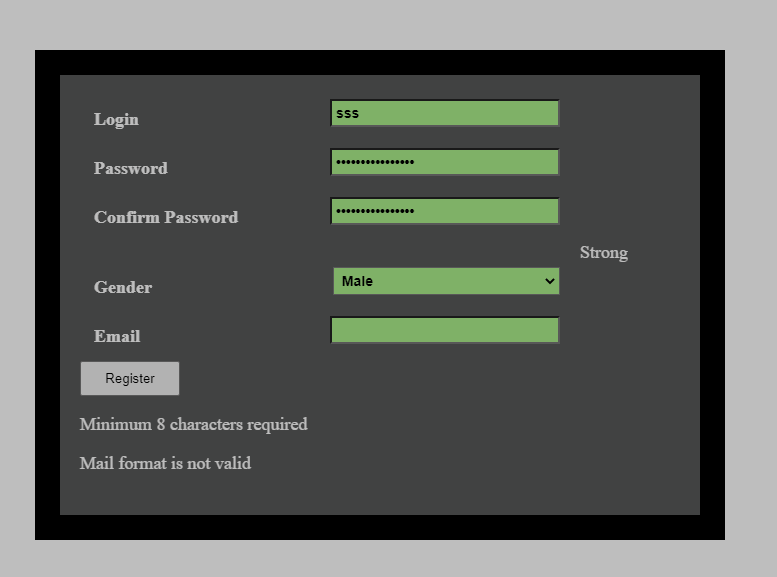 Login sss
Password ••••••••••••••••
Confirm Password ••••••••••••••••
Strong
Gender Male
Email
Register
Minimum 8 characters required
Mail format is not valid